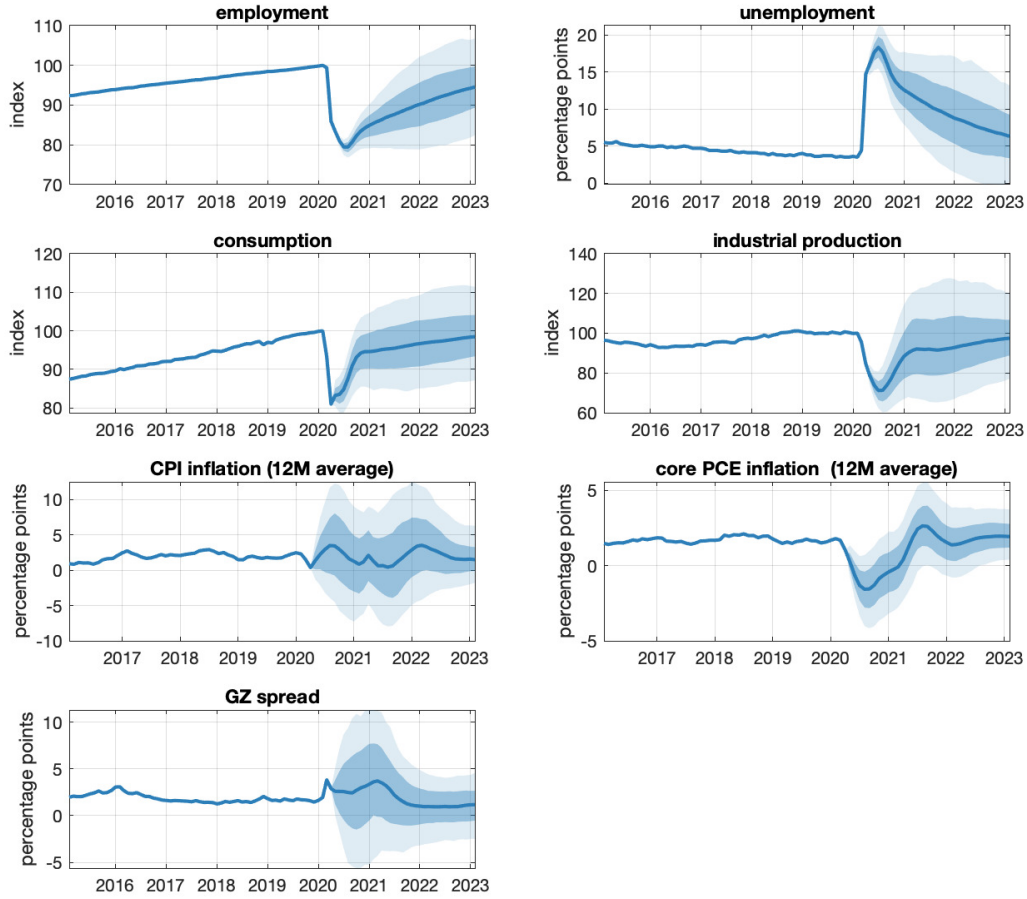 employment
index
110
100
90
80
70
2016 2017 2018 2019 2020 2021 2022 2023
unemployment
percentage points
20
15
10
5
0
2016 2017 2018 2019 2020 2021 2022 2023
consumption
index
120
110
100
90
80
2016 2017 2018 2019 2020 2021 2022 2023
industrial production
index
140
120
100
80
60
2016 2017 2018 2019 2020 2021 2022 2023
CPI inflation (12M average)
percentage points
10
5
0
-5
-10
2017 2018 2019 2020 2021 2022 2023
core PCE inflation (12M average)
percentage points
5
0
-5
2017 2018 2019 2020 2021 2022 2023
GZ spread
percentage points
10
5
0
-5
2016 2017 2018 2019 2020 2021 2022 2023